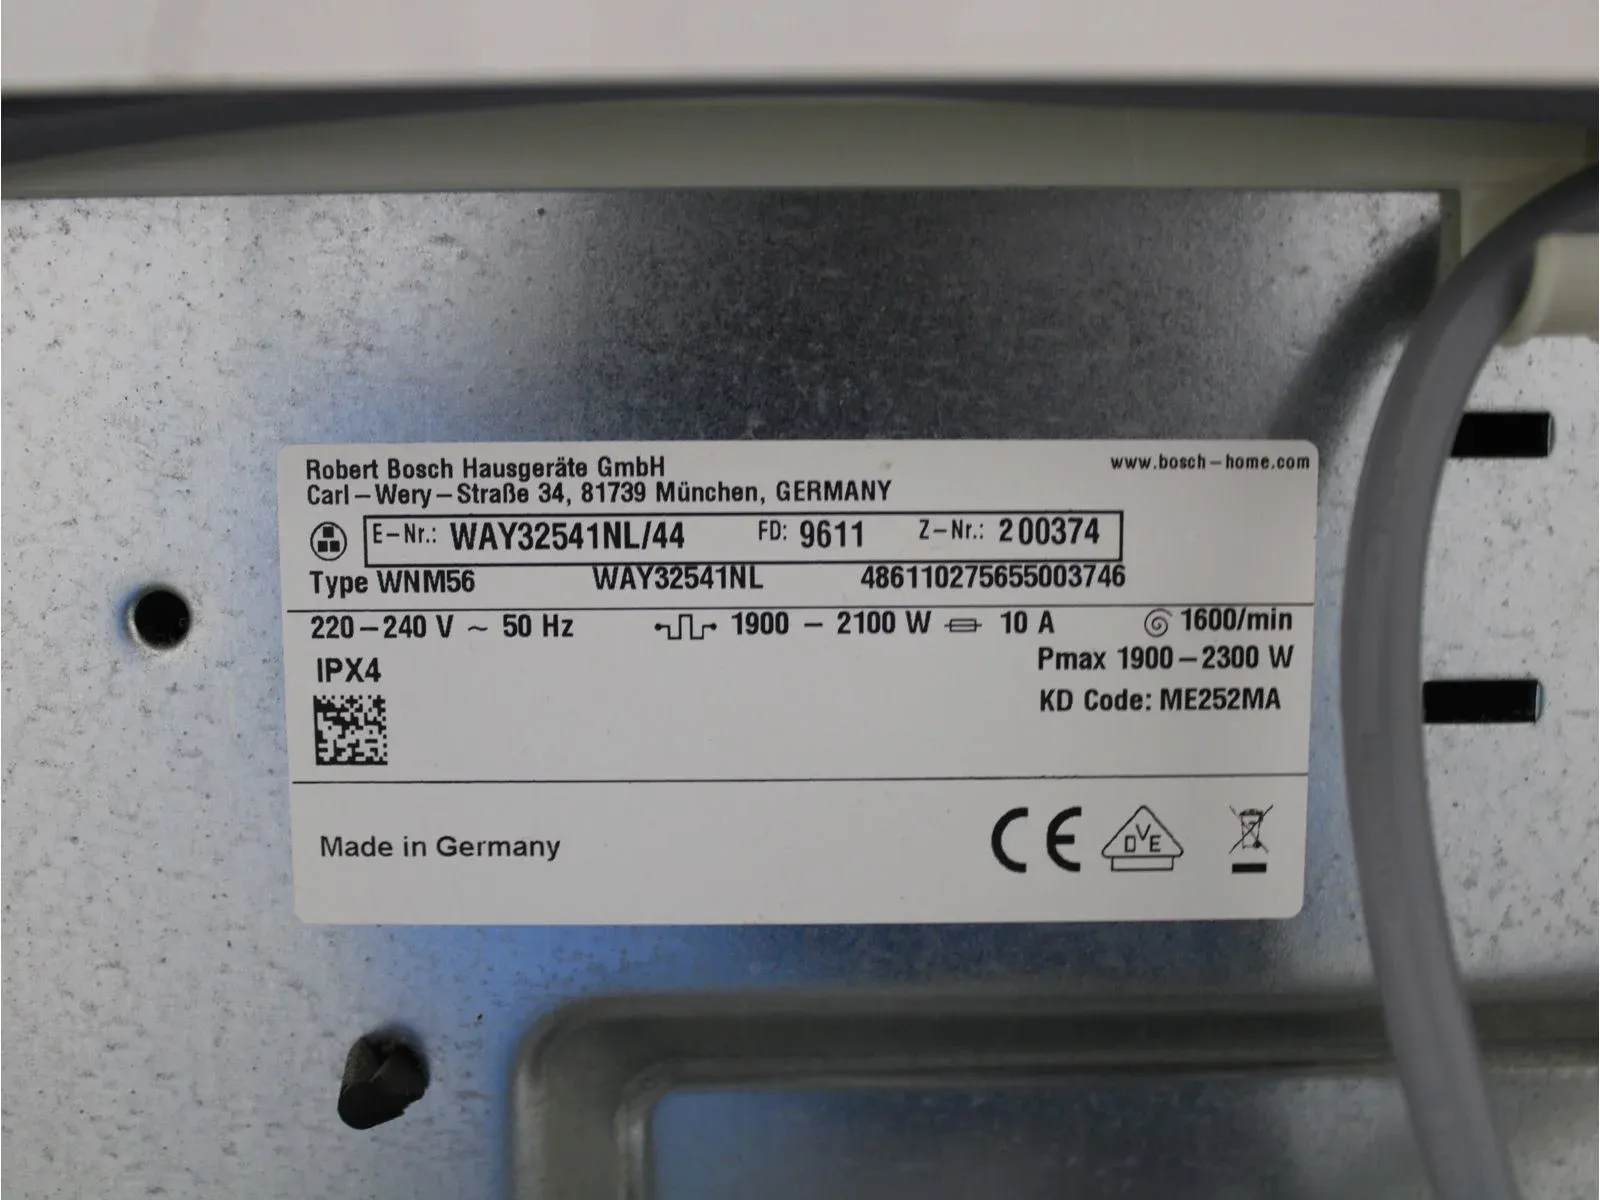 Robert Bosch Hausgeräte GmbH www.bosch-home.com
Carl-Wery-Straße 34, 81739 München, GERMANY
E-Nr.: WAY32541NL/44 FD: 9611 Z-Nr.: 200374
Type WNM56 WAY32541NL 486110275655003746
220-240 V ~ 50 Hz 1900 - 2100 W 10 A 1600/min
IPX4 Pmax 1900-2300 W
KD Code: ME252MA
Made in Germany CE DVE